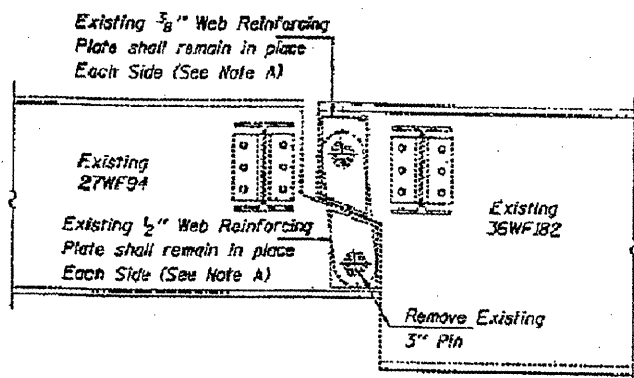 Existing 3/8" Web Reinforcing
Plate shall remain in place
Each Side (See Note A)
Existing
27WF94
Existing
36WF182
Existing 1/2" Web Reinforcing
Plate shall remain in place
Each Side (See Note A)
Remove Existing
3" Pin